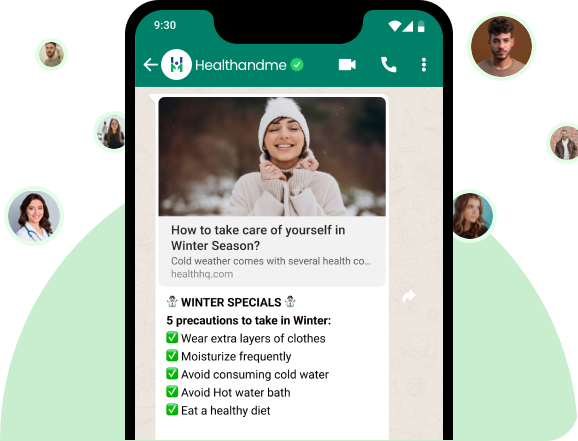 9:30
Healthandme
How to take care of yourself in
Winter Season?
Cold weather comes with several health co...
healthhq.com
WINTER SPECIALS
5 precautions to take in Winter:
Wear extra layers of clothes
Moisturize frequently
Avoid consuming cold water
Avoid Hot water bath
Eat a healthy diet